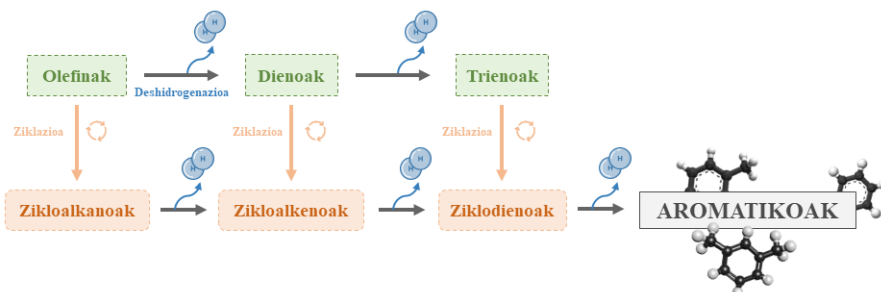 H
H
H
H
Olefinak
Dienoak
Trienoak
Deshidrogenazioa
Ziklazioa
Ziklazioa
Ziklazioa
H
H
H
H
H
H
Zikloalkanoak
Zikloalkenoak
Ziklodienoak
AROMATIKOAK